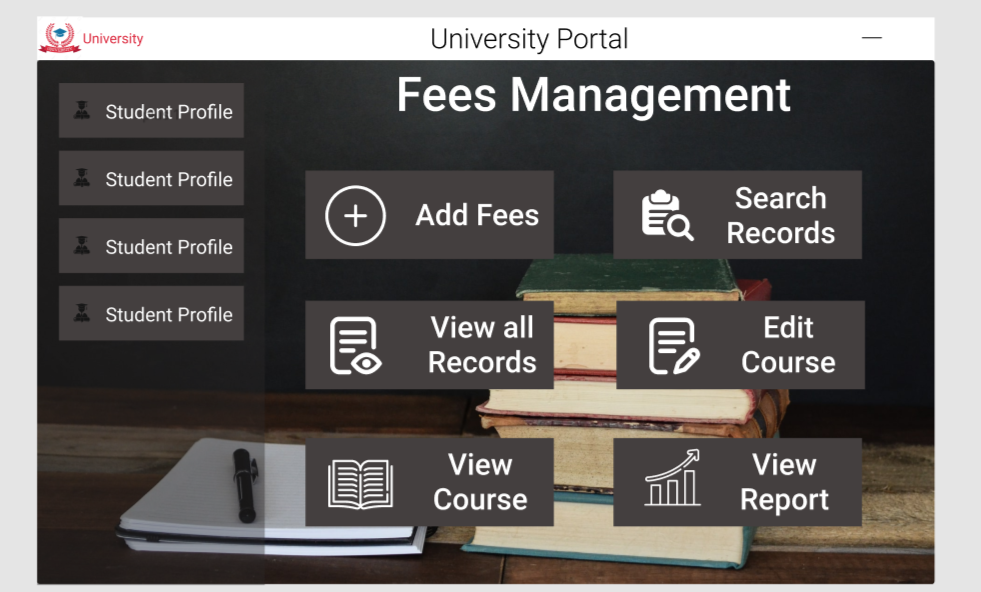 University
University Portal
Fees Management
Student Profile
Student Profile
Student Profile
Student Profile
Add Fees
Search
Records
View all
Records
Edit
Course
View
Course
View
Report